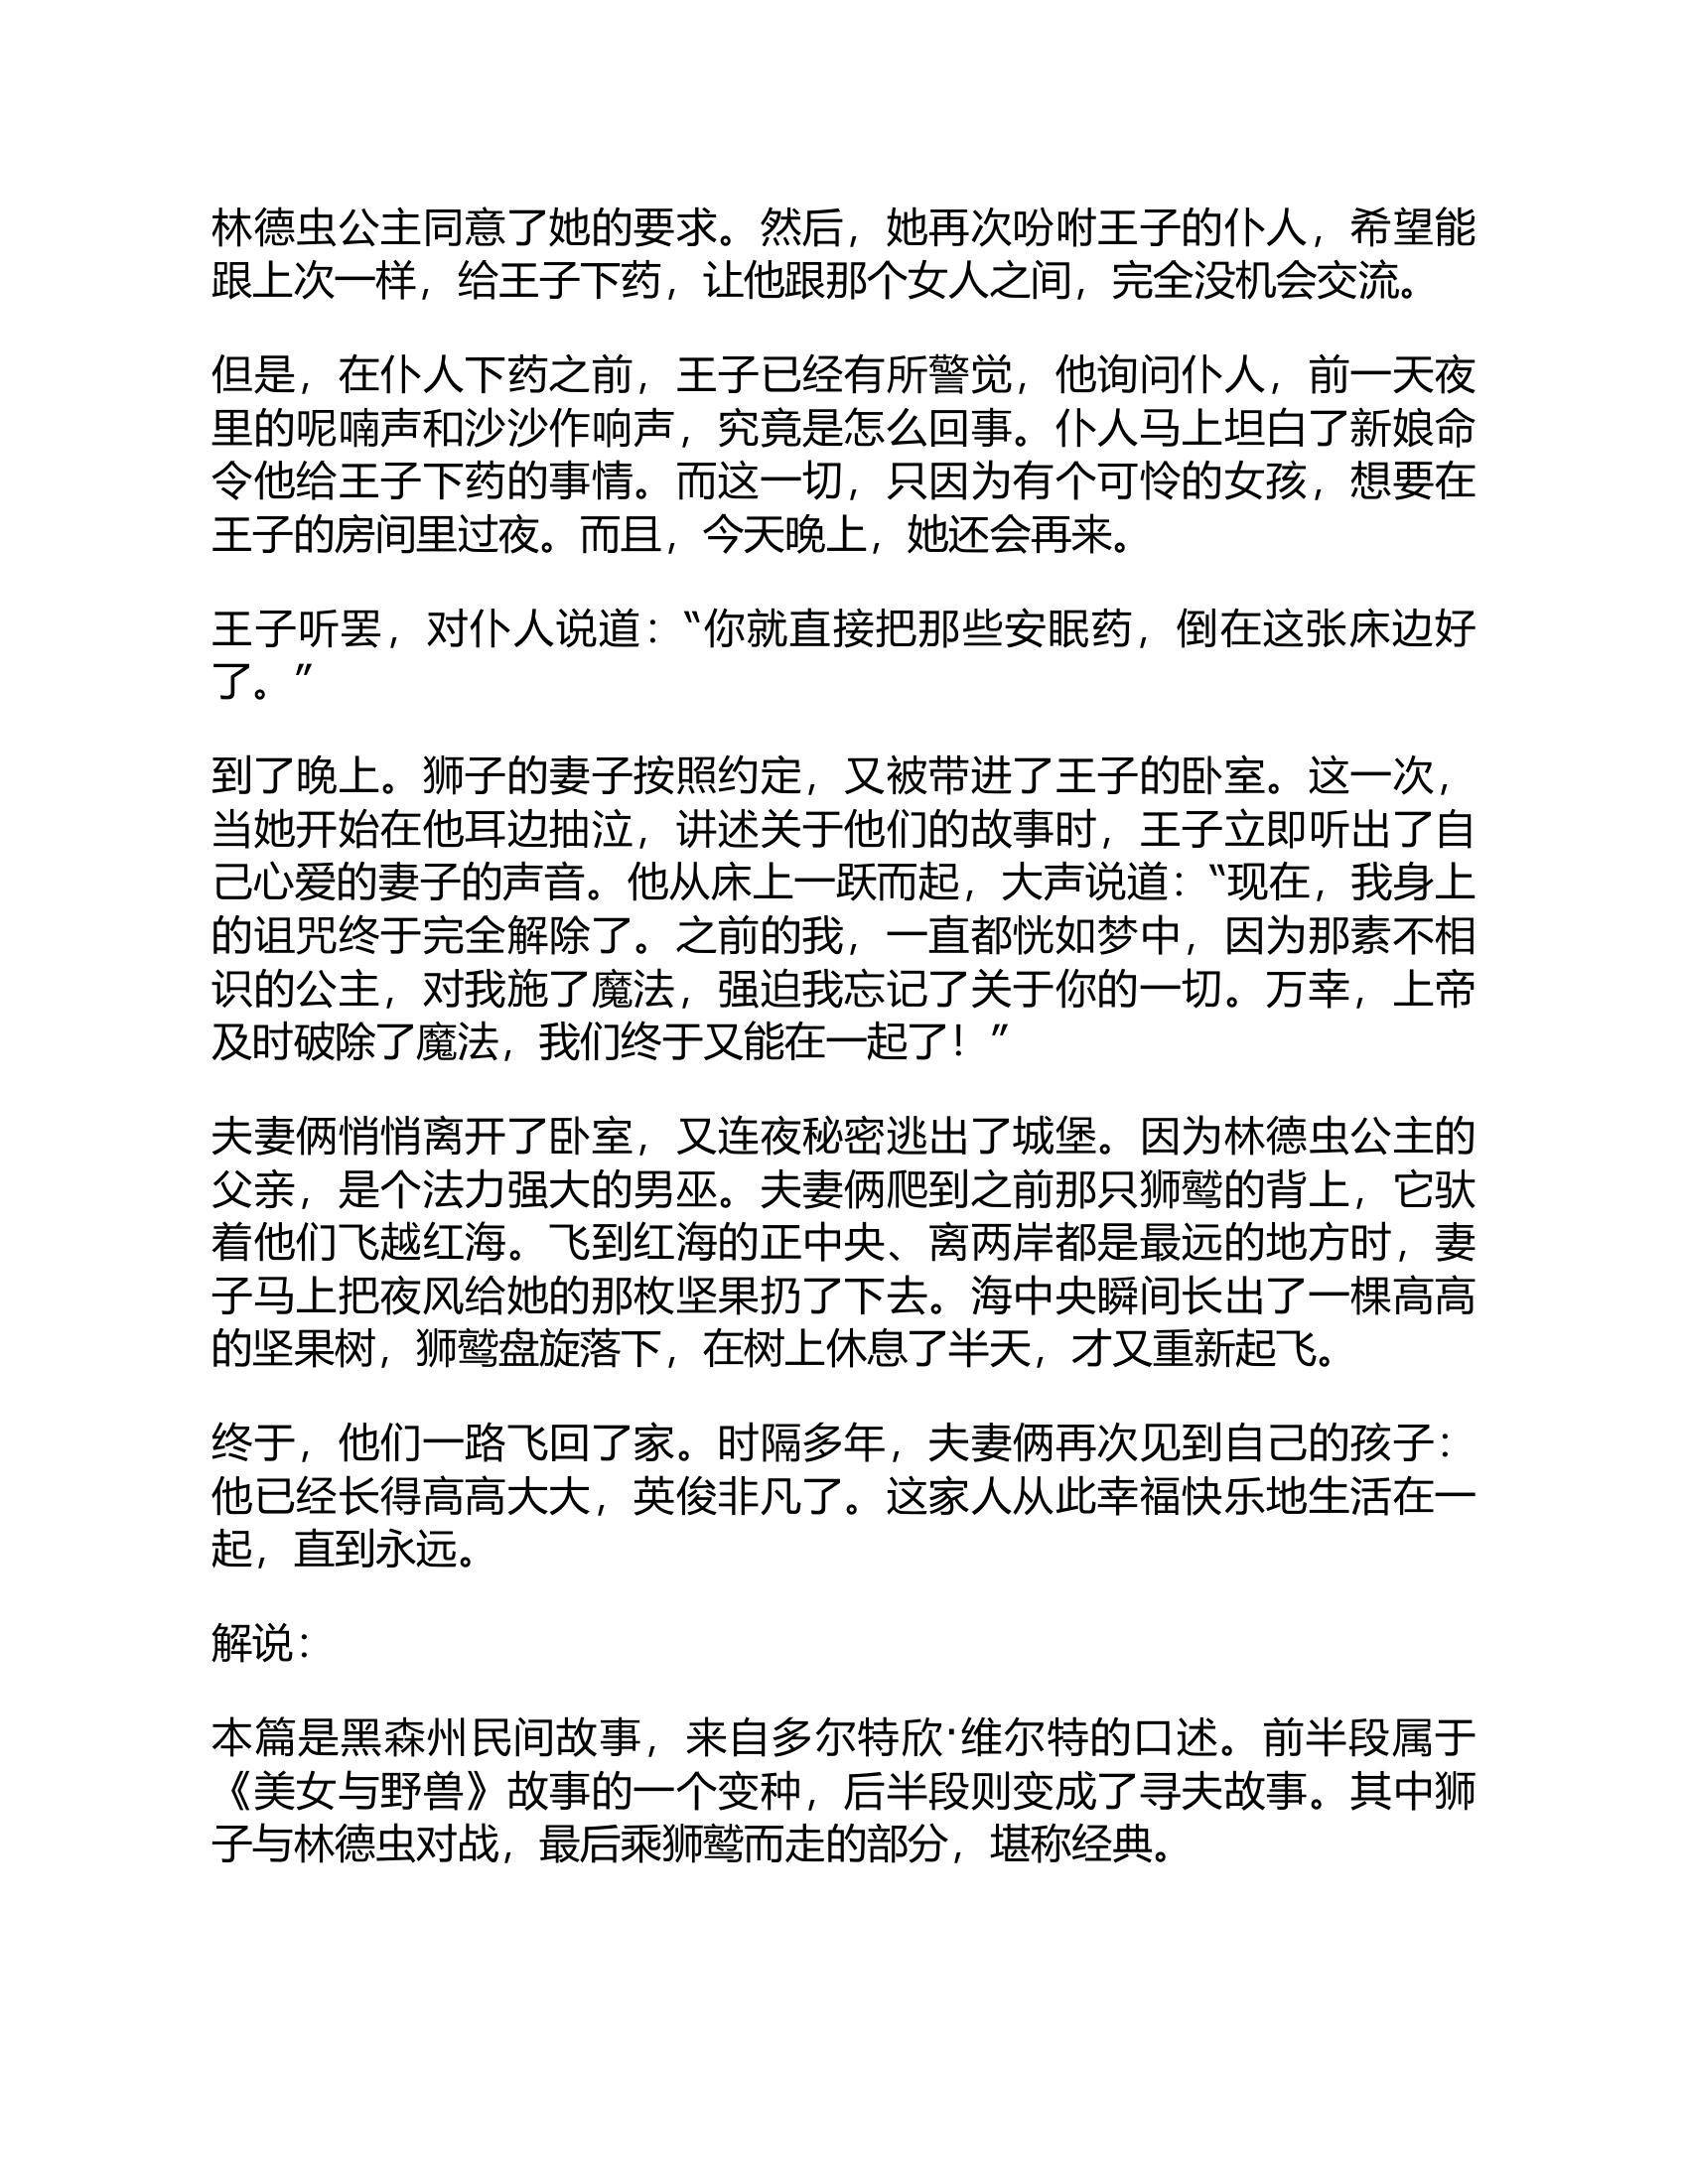 林德虫公主同意了她的要求。然后，她再次吩咐王子的仆人，希望能
跟上次一样，给王子下药，让他跟那个女人之间，完全没机会交流。
但是，在仆人下药之前，王子已经有所警觉，他询问仆人，前一天夜
里的呢喃声和沙沙作响声，究竟是怎么回事。仆人马上坦白了新娘命
令他给王子下药的事情。而这一切，只因为有个可怜的女孩，想要在
王子的房间里过夜。而且，今天晚上，她还会再来。
王子听罢，对仆人说道：“你就直接把那些安眠药，倒在这张床边好
了。”
到了晚上。狮子的妻子按照约定，又被带进了王子的卧室。这一次，
当她开始在他耳边抽泣，讲述关于他们的故事时，王子立即听出了自
己心爱的妻子的声音。他从床上一跃而起，大声说道：“现在，我身上
的诅咒终于完全解除了。之前的我，一直都恍如梦中，因为那素不相
识的公主，对我施了魔法，强迫我忘记了关于你的一切。万幸，上帝
及时破除了魔法，我们终于又能在一起了！”
夫妻俩悄悄离开了卧室，又连夜秘密逃出了城堡。因为林德虫公主的
父亲，是个法力强大的男巫。夫妻俩爬到之前那只狮鹫的背上，它驮
着他们飞越红海。飞到红海的正中央、离两岸都是最远的地方时，妻
子马上把夜风给她的那枚坚果扔了下去。海中央瞬间长出了一棵高高
的坚果树，狮鹫盘旋落下，在树上休息了半天，才又重新起飞。
终于，他们一路飞回了家。时隔多年，夫妻俩再次见到自己的孩子：
他已经长得高高大大，英俊非凡了。这家人从此幸福快乐地生活在一
起，直到永远。
解说：
本篇是黑森州民间故事，来自多尔特欣·维尔特的口述。前半段属于
《美女与野兽》故事的一个变种，后半段则变成了寻夫故事。其中狮
子与林德虫对战，最后乘狮鹫而走的部分，堪称经典。